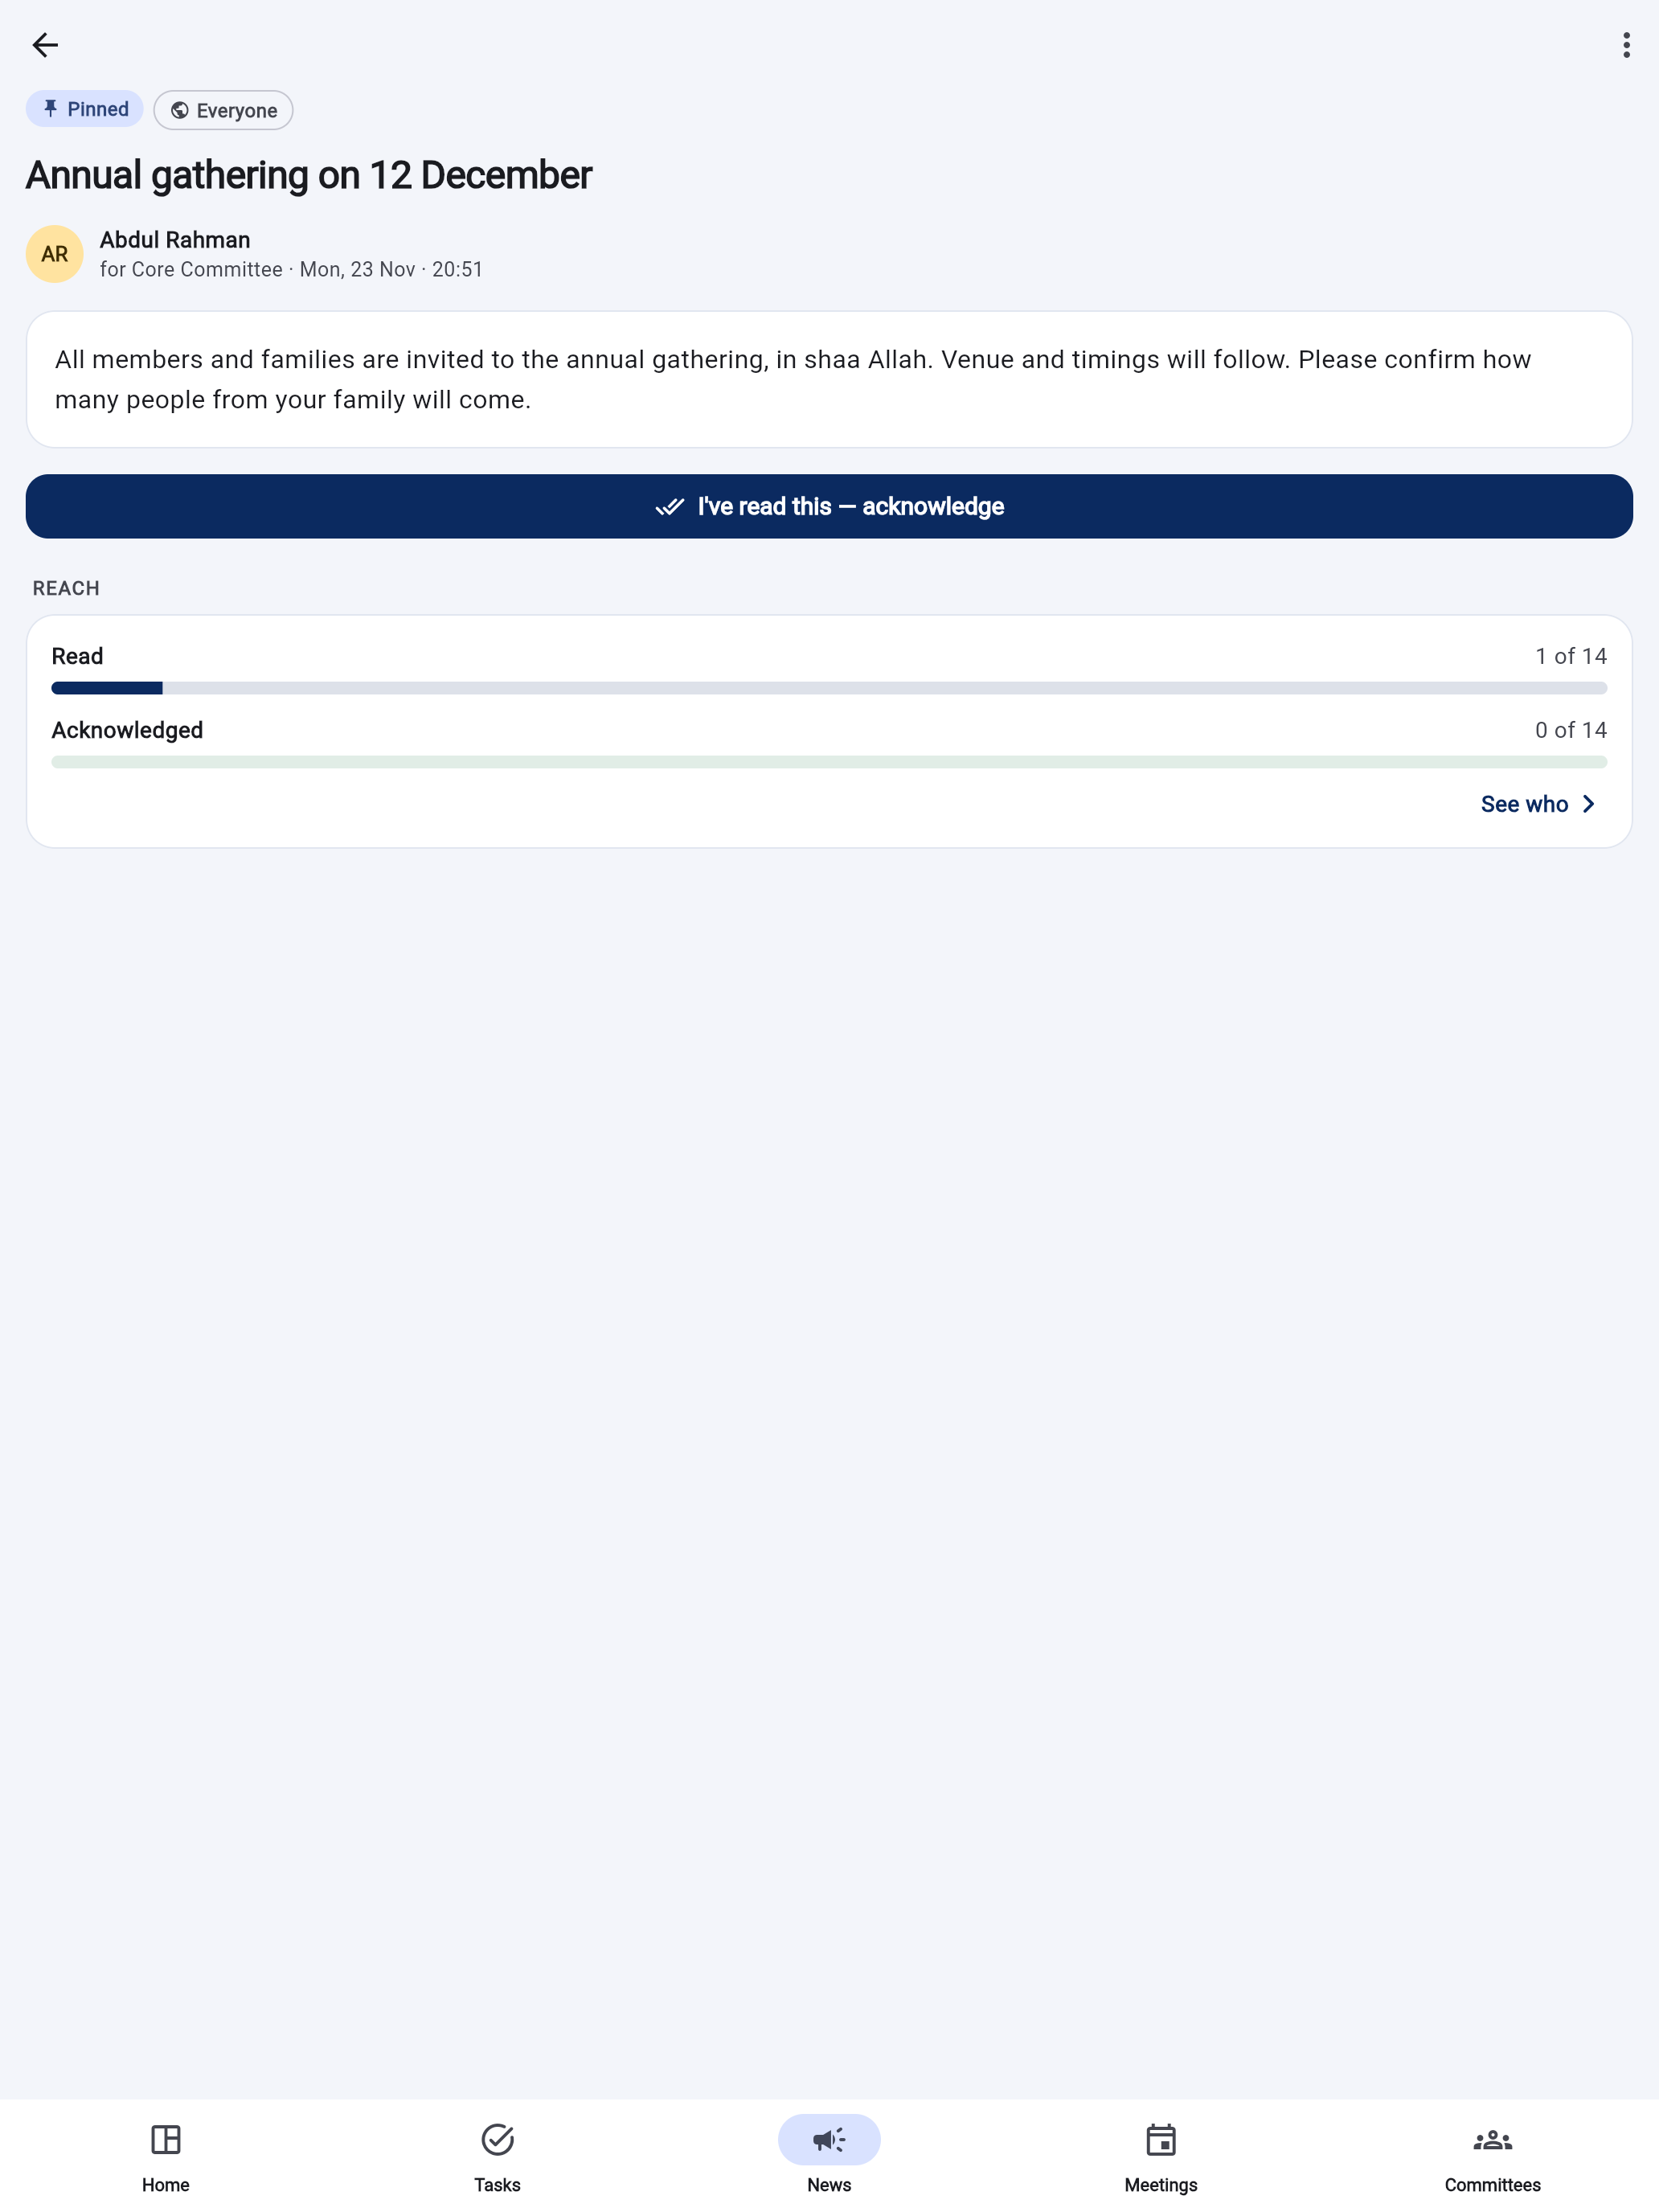 Pinned
Everyone
Annual gathering on 12 December
AR
Abdul Rahman
for Core Committee · Mon, 23 Nov · 20:51
All members and families are invited to the annual gathering, in shaa Allah. Venue and timings will follow. Please confirm how
many people from your family will come.
I've read this — acknowledge
REACH
Read 1 of 14
Acknowledged 0 of 14
See who
Home Tasks News Meetings Committees